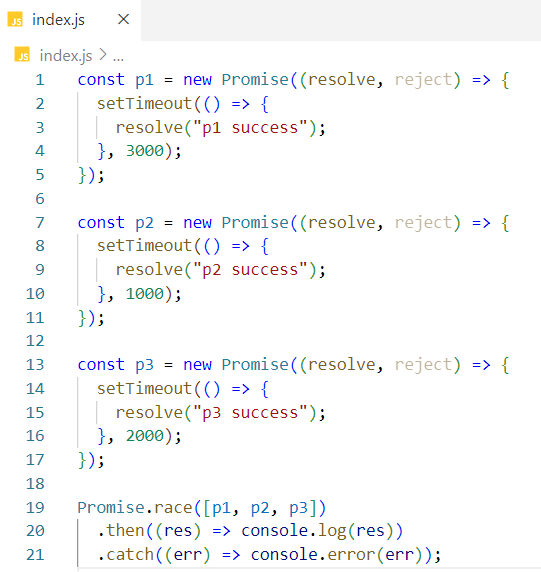 JS index.js ×
JS index.js > ...
1 const p1 = new Promise((resolve, reject) => {
2   setTimeout(() => {
3     resolve("p1 success");
4   }, 3000);
5 });
6
7 const p2 = new Promise((resolve, reject) => {
8   setTimeout(() => {
9     resolve("p2 success");
10   }, 1000);
11 });
12
13 const p3 = new Promise((resolve, reject) => {
14   setTimeout(() => {
15     resolve("p3 success");
16   }, 2000);
17 });
18
19 Promise.race([p1, p2, p3])
20   .then((res) => console.log(res))
21   .catch((err) => console.error(err));